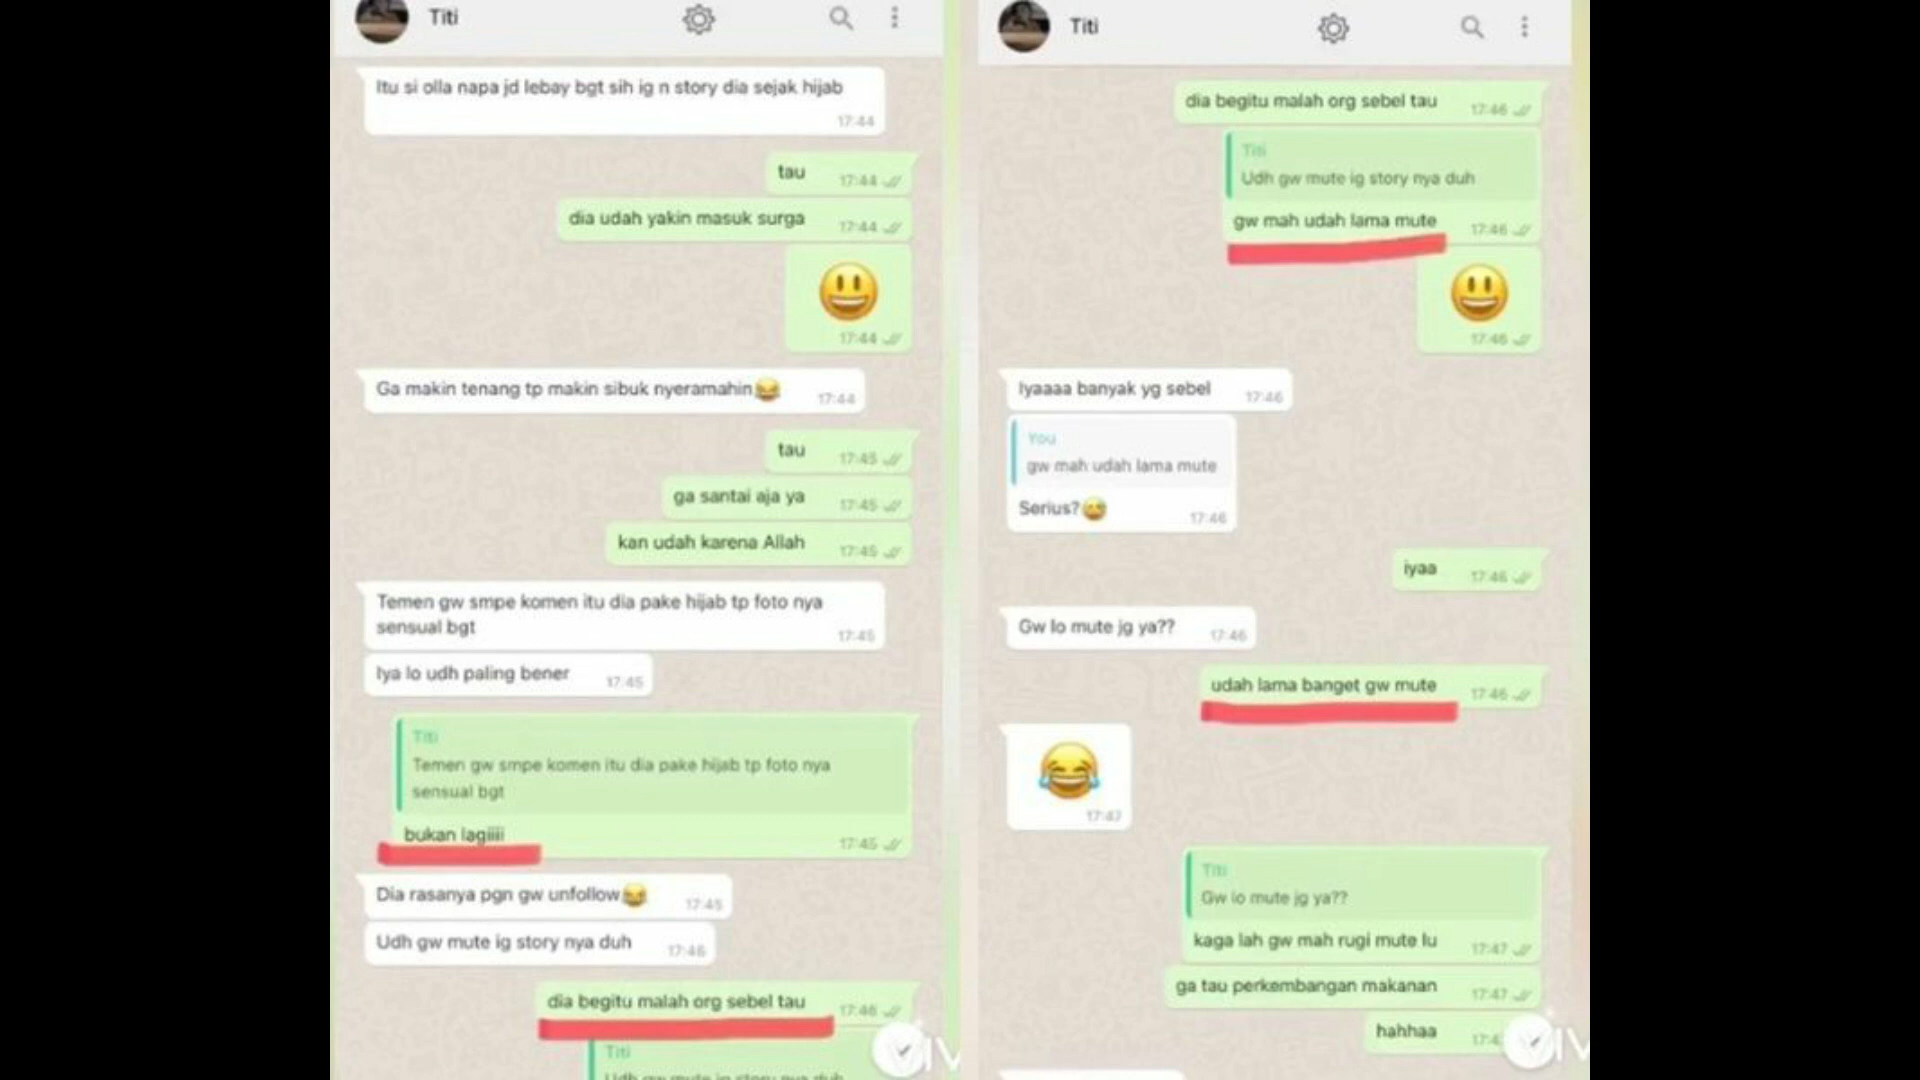 Titi
Itu si olla napa jd lebay bgt sih ig n story dia sejak hijab
17:44
tau
17:44
dia udah yakin masuk surga
17:44
17:44
Ga makin tenang tp makin sibuk nyeramahin😂
17:44
tau
17:45
ga santai aja ya
17:45
kan udah karena Allah
17:45
Temen gw smpe komen itu dia pake hijab tp foto nya
sensual bgt
17:45
Iya lo udh paling bener
17:45
Titi
Temen gw smpe komen itu dia pake hijab tp foto nya
sensual bgt
bukan lagiiii
17:45
Dia rasanya pgn gw unfollow😂
17:45
Udh gw mute ig story nya duh
17:46
dia begitu malah org sebel tau
17:46
Titi
Udh gw mute ig story nya duh
Titi
dia begitu malah org sebel tau
17:46
Titi
Udh gw mute ig story nya duh
gw mah udah lama mute
17:46
17:46
Iyaaaa banyak yg sebel
17:46
You
gw mah udah lama mute
Serius?😅
17:46
iyaa
17:46
Gw lo mute jg ya??
17:46
udah lama banget gw mute
17:46
17:47
Titi
Gw lo mute jg ya??
kaga lah gw mah rugi mute lu
17:47
ga tau perkembangan makanan
17:47
hahhaa